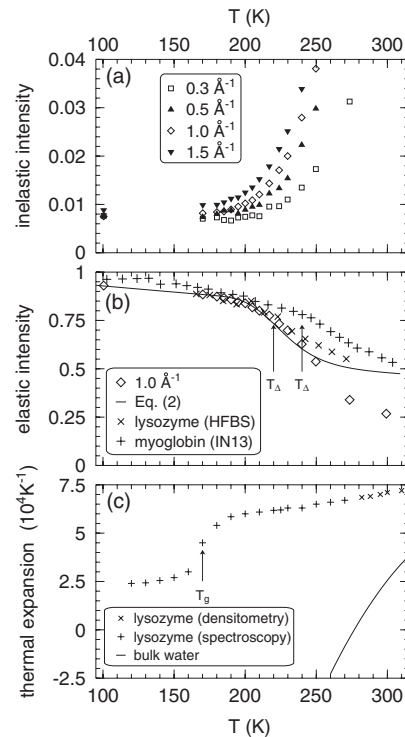 T (K)
100 150 200 250 300
0.04
0.03
0.02
0.01
0
inelastic intensity
(a)
0.3 Å⁻¹
0.5 Å⁻¹
1.0 Å⁻¹
1.5 Å⁻¹
1
0.75
0.5
0.25
0
elastic intensity
(b)
T_Δ T_Δ
1.0 Å⁻¹
Eq. (2)
lysozyme (HFBS)
myoglobin (IN13)
7.5
5
2.5
0
-2.5
thermal expansion (10⁴K⁻¹)
(c)
T_g
lysozyme (densitometry)
lysozyme (spectroscopy)
bulk water
100 150 200 250 300
T (K)